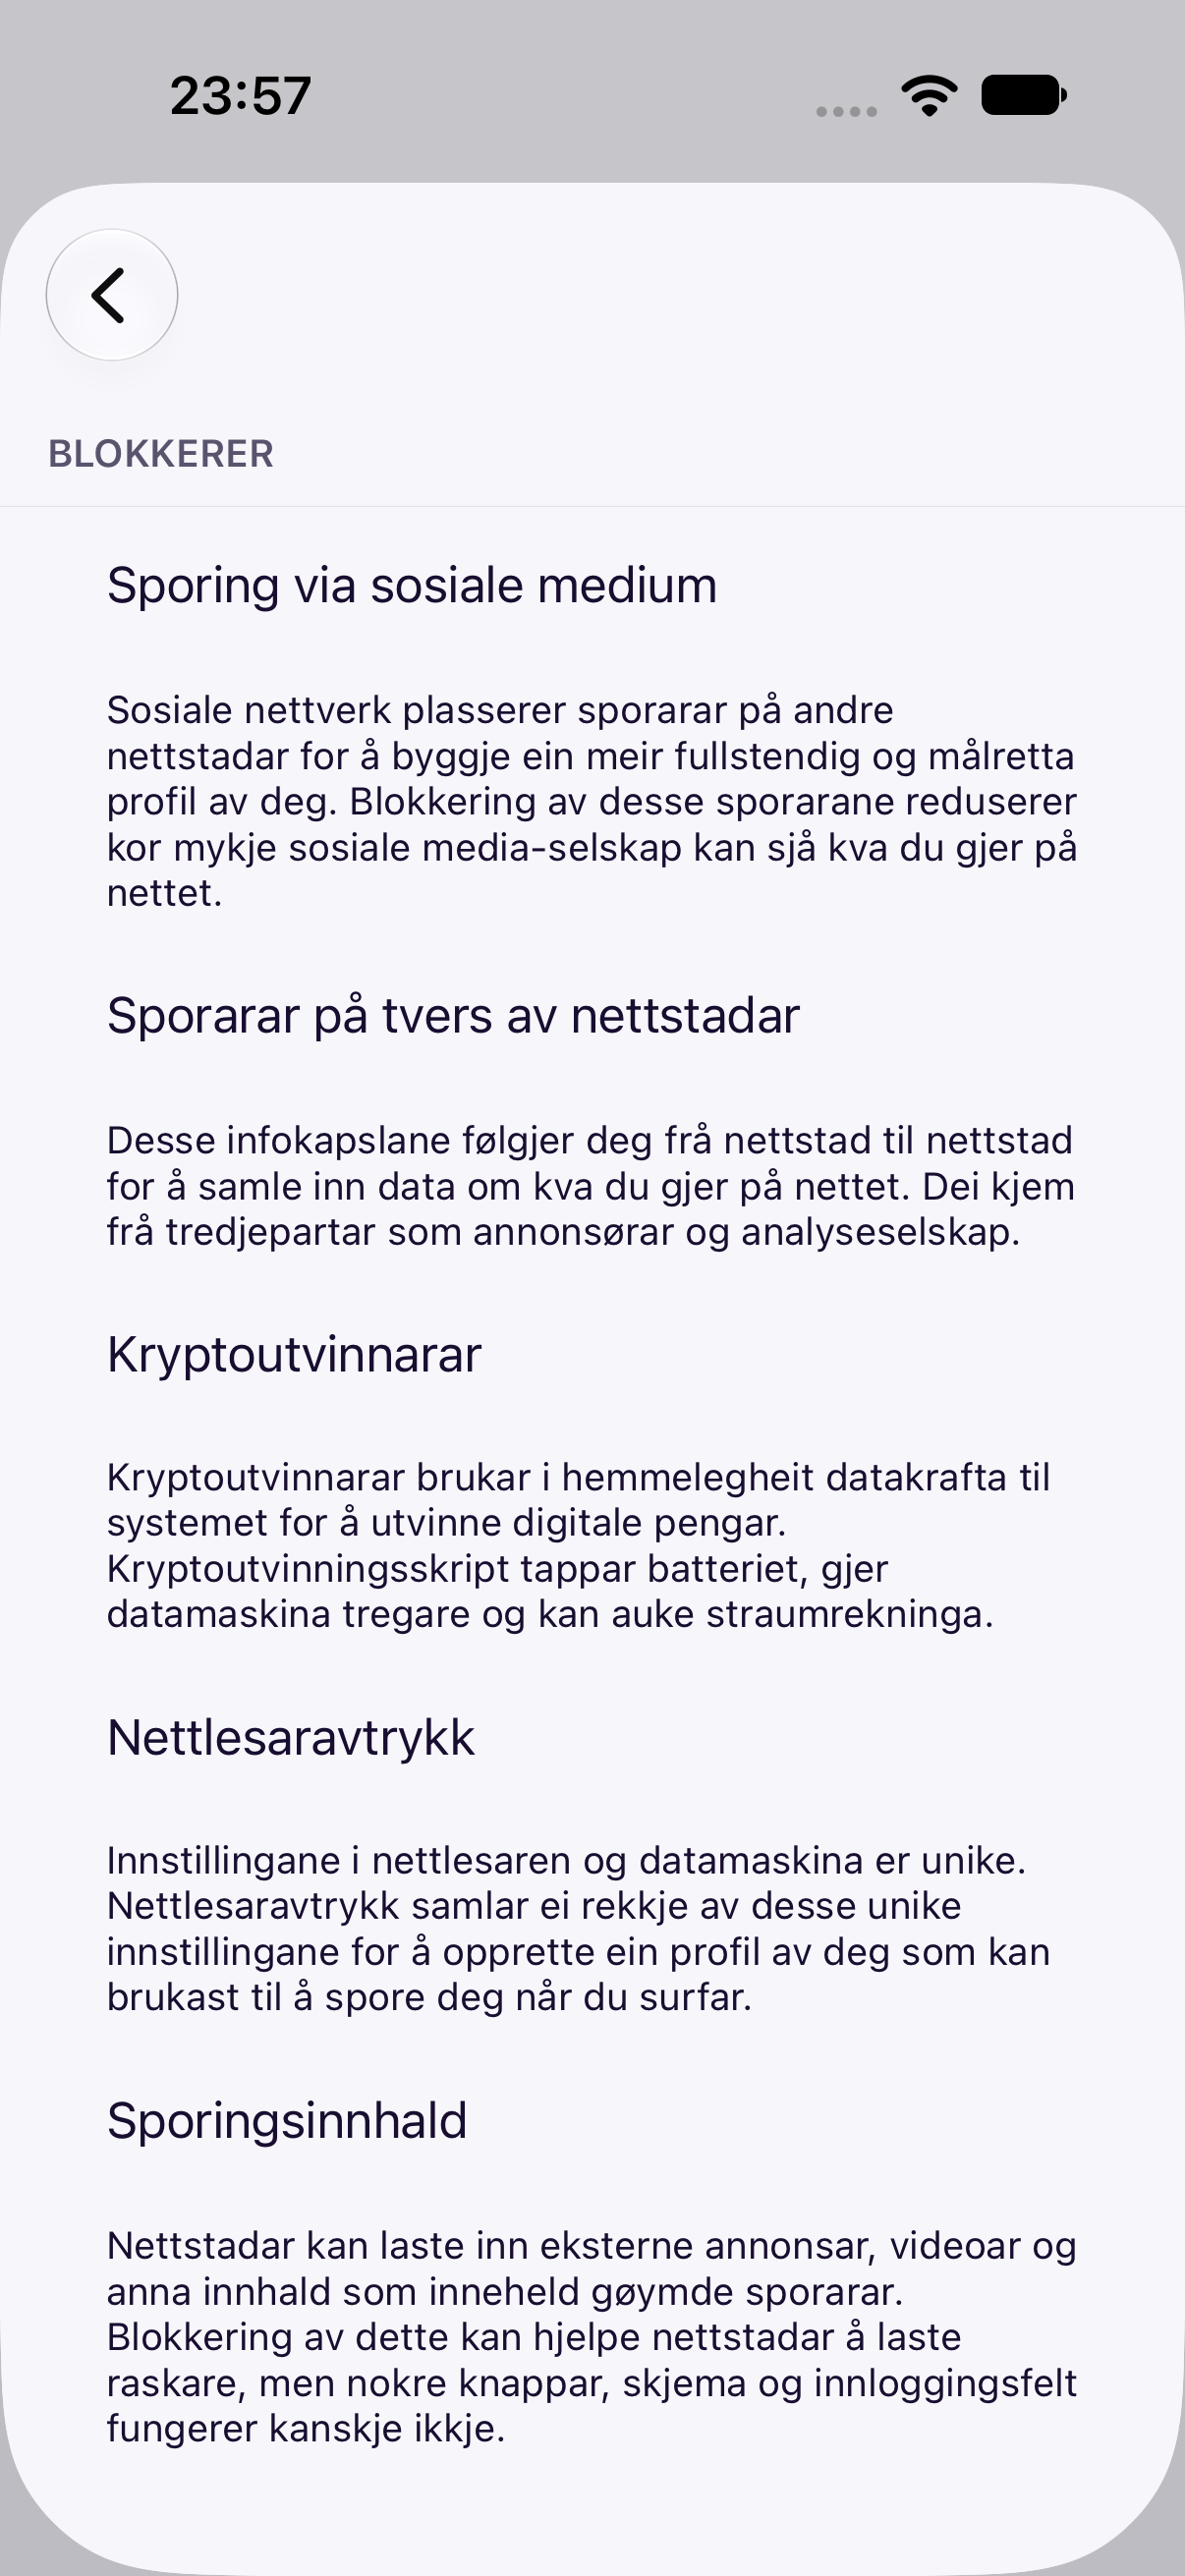 23:57
BLOKKERER
Sporing via sosiale medium
Sosiale nettverk plasserer sporarar på andre
nettstadar for å byggje ein meir fullstendig og målretta
profil av deg. Blokkering av desse sporarane reduserer
kor mykje sosiale media-selskap kan sjå kva du gjer på
nettet.
Sporarar på tvers av nettstadar
Desse infokapslane følgjer deg frå nettstad til nettstad
for å samle inn data om kva du gjer på nettet. Dei kjem
frå tredjepartar som annonsørar og analyseselskap.
Kryptoutvinnarar
Kryptoutvinnarar brukar i hemmelegheit datakrafta til
systemet for å utvinne digitale pengar.
Kryptoutvinningsskript tappar batteriet, gjer
datamaskina tregare og kan auke straumrekninga.
Nettlesaravtrykk
Innstillingane i nettlesaren og datamaskina er unike.
Nettlesaravtrykk samlar ei rekkje av desse unike
innstillingane for å opprette ein profil av deg som kan
brukast til å spore deg når du surfar.
Sporingsinnhald
Nettstadar kan laste inn eksterne annonsar, videoar og
anna innhald som inneheld gøymde sporarar.
Blokkering av dette kan hjelpe nettstadar å laste
raskare, men nokre knappar, skjema og innloggingsfelt
fungerer kanskje ikkje.